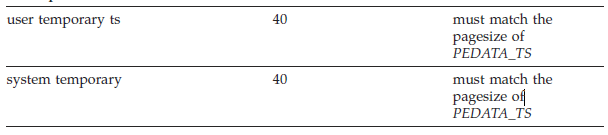 user temporary ts 40 must match the
pagesize of
PEDATA_TS
system temporary 40 must match the
pagesize of
PEDATA_TS